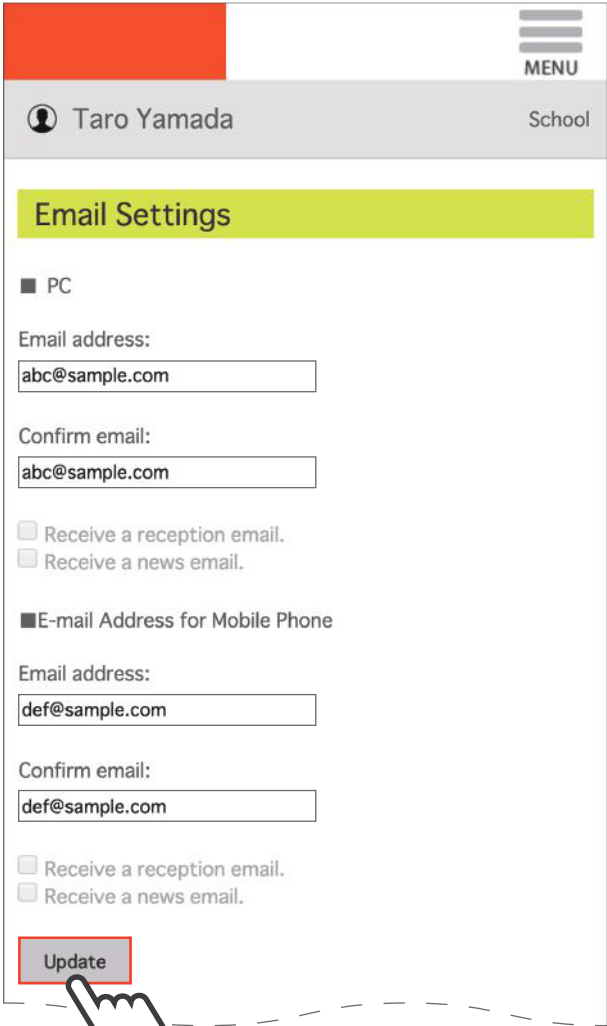 MENU
Taro Yamada School
Email Settings
■ PC
Email address:
abc@sample.com
Confirm email:
abc@sample.com
Receive a reception email.
Receive a news email.
■E-mail Address for Mobile Phone
Email address:
def@sample.com
Confirm email:
def@sample.com
Receive a reception email.
Receive a news email.
Update